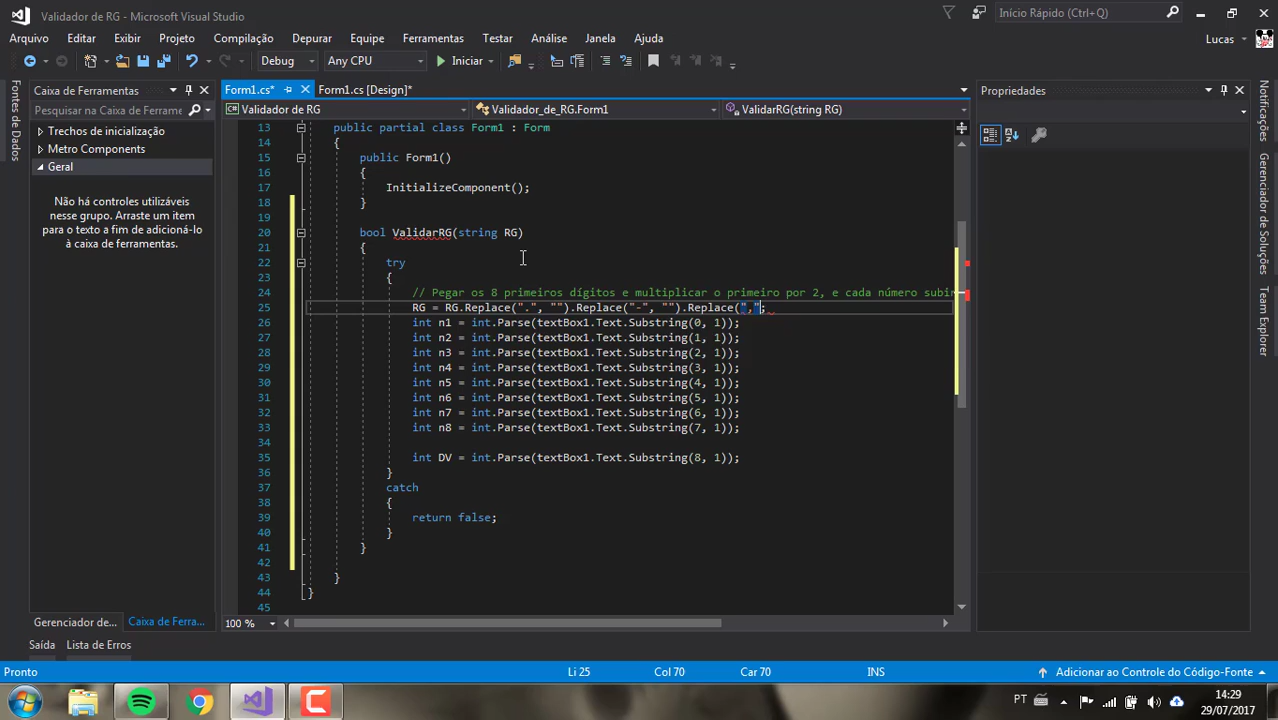 Validador de RG - Microsoft Visual Studio
Início Rápido (Ctrl+Q)
Arquivo Editar Exibir Projeto Compilação Depurar Equipe Ferramentas Testar Análise Janela Ajuda
Lucas
Debug Any CPU Iniciar
Fontes de Dados
Caixa de Ferramentas
Pesquisar na Caixa de Ferrame
Trechos de inicialização
Metro Components
Geral
Não há controles utilizáveis
nesse grupo. Arraste um item
para o texto a fim de adicioná-lo
à caixa de ferramentas.
Gerenciador de... Caixa de Ferra...
Form1.cs* Form1.cs [Design]*
Validador de RG Validador_de_RG.Form1 ValidarRG(string RG)
13 public partial class Form1 : Form
14 {
15 public Form1()
16 {
17 InitializeComponent();
18 }
19
20 bool ValidarRG(string RG)
21 {
22 try
23 {
24 // Pegar os 8 primeiros dígitos e multiplicar o primeiro por 2, e cada número subir
25 RG = RG.Replace(".", "").Replace("-", "").Replace(",";
26 int n1 = int.Parse(textBox1.Text.Substring(0, 1));
27 int n2 = int.Parse(textBox1.Text.Substring(1, 1));
28 int n3 = int.Parse(textBox1.Text.Substring(2, 1));
29 int n4 = int.Parse(textBox1.Text.Substring(3, 1));
30 int n5 = int.Parse(textBox1.Text.Substring(4, 1));
31 int n6 = int.Parse(textBox1.Text.Substring(5, 1));
32 int n7 = int.Parse(textBox1.Text.Substring(6, 1));
33 int n8 = int.Parse(textBox1.Text.Substring(7, 1));
34
35 int DV = int.Parse(textBox1.Text.Substring(8, 1));
36 }
37 catch
38 {
39 return false;
40 }
41 }
42
43 }
44 }
45
100 %
Propriedades
Gerenciador de Soluções
Team Explorer
Saída Lista de Erros
Pronto Li 25 Col 70 Car 70 INS Adicionar ao Controle do Código-Fonte
PT
14:29
29/07/2017